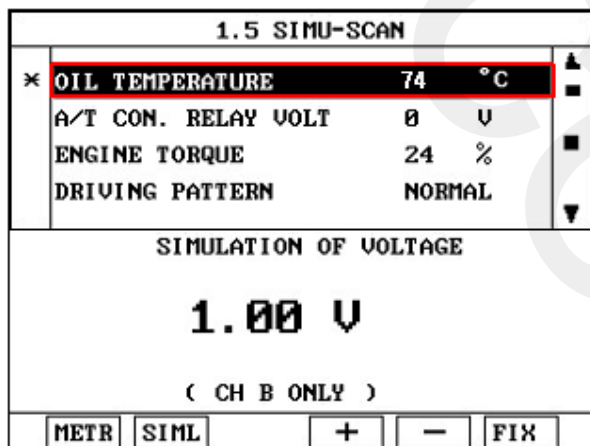 1.5 SIMU-SCAN
* OIL TEMPERATURE 74 °C
A/T CON. RELAY VOLT 0 V
ENGINE TORQUE 24 %
DRIVING PATTERN NORMAL
SIMULATION OF VOLTAGE
1.00 V
( CH B ONLY )
METR SIML + - FIX